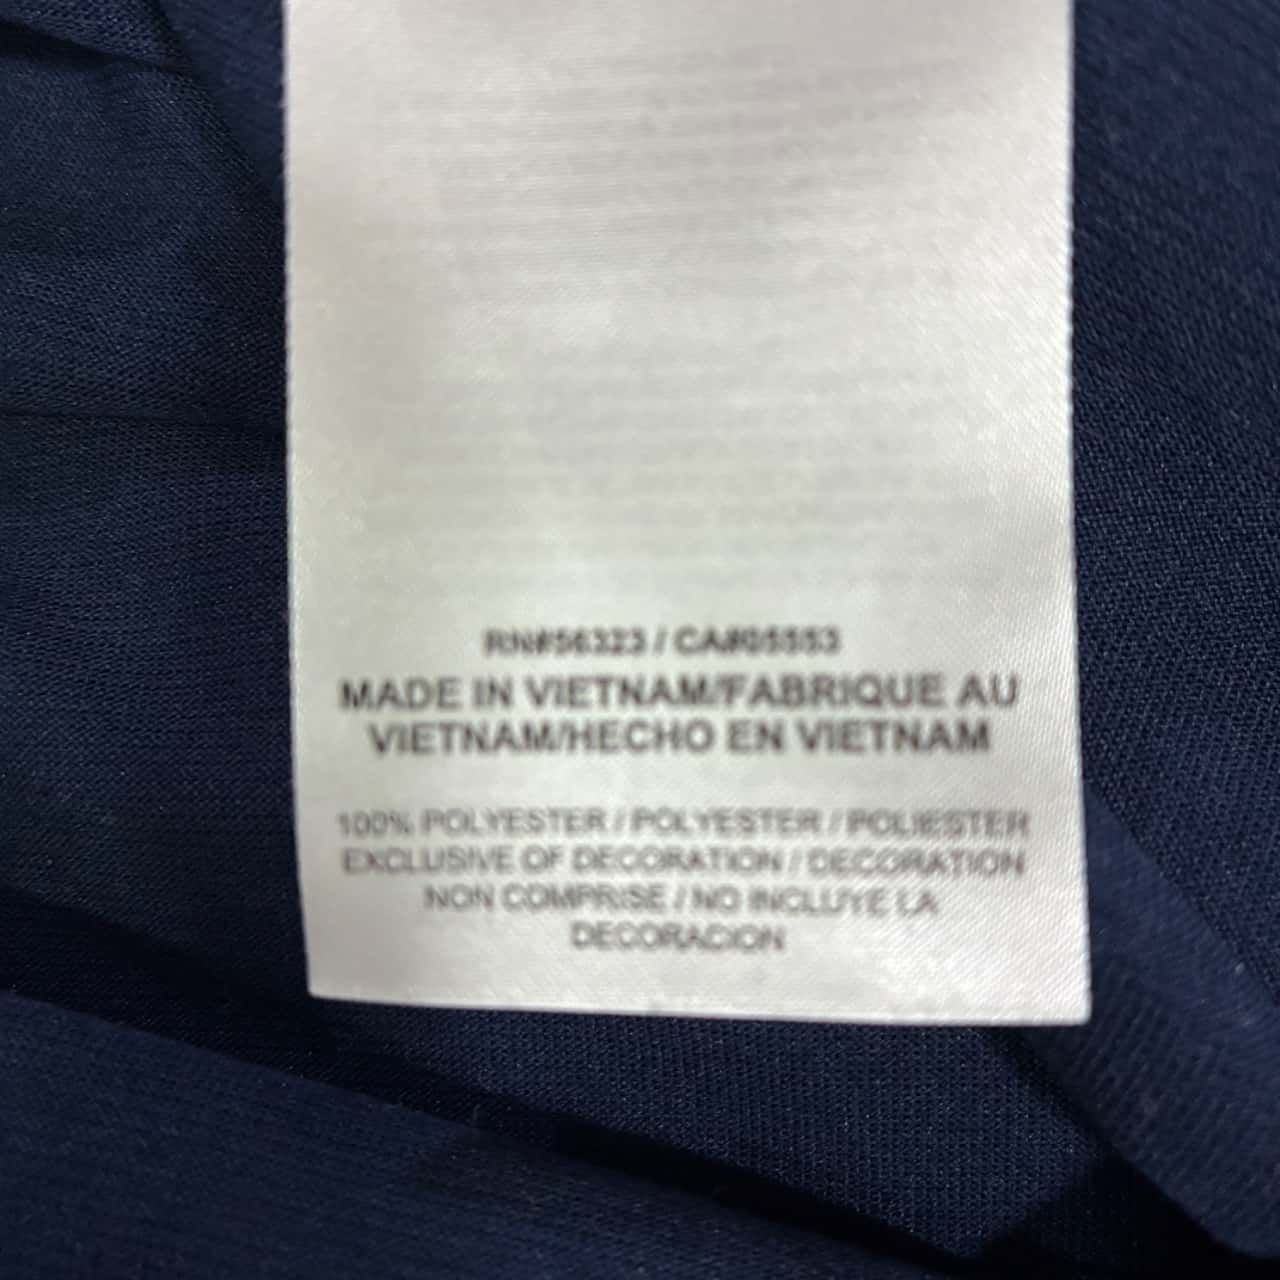 RN#56323 / CA#05553
MADE IN VIETNAM/FABRIQUE AU
VIETNAM/HECHO EN VIETNAM
100% POLYESTER / POLYESTER / POLIESTER
EXCLUSIVE OF DECORATION / DECORATION
NON COMPRISE / NO INCLUYE LA
DECORACION